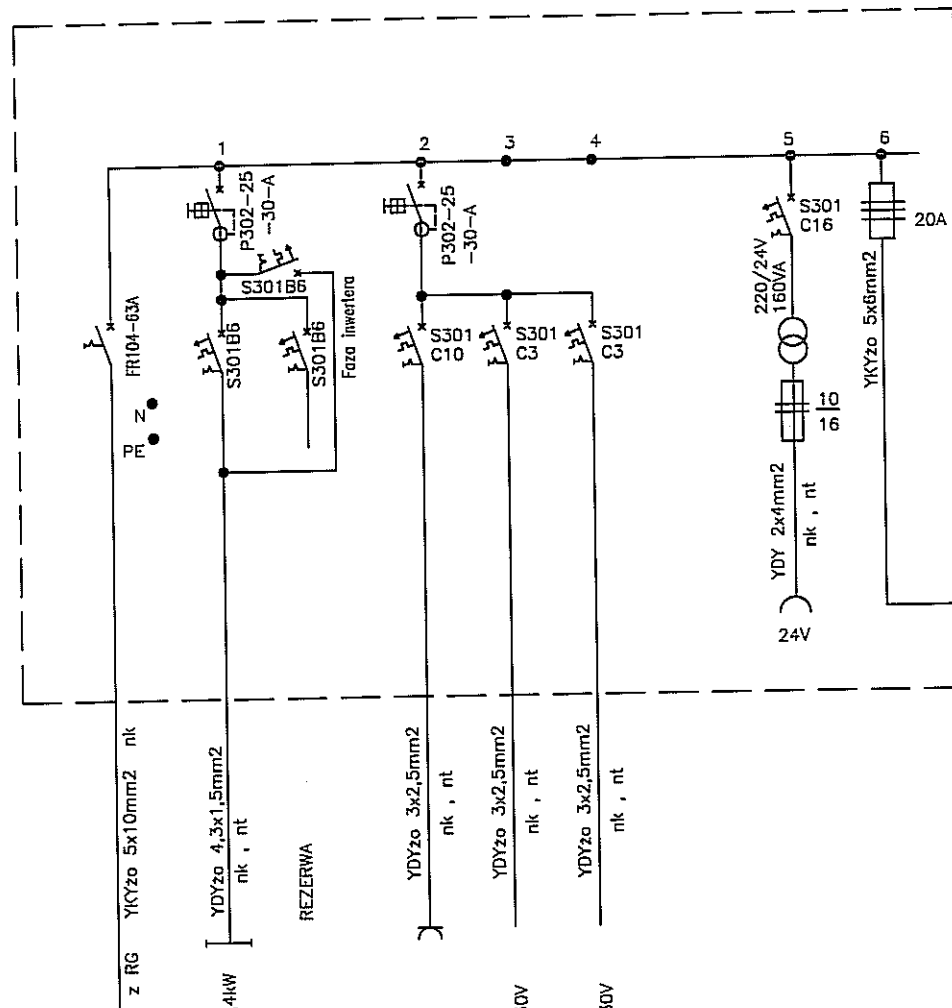 1
2
3
4
5
6
P302-25
-30-A
P302-25
-30-A
S301
C16
20A
220/24V
160VA
S301B6
FR104-63A
S301B6
S301B6
Faza invertera
S301
C10
S301
C3
S301
C3
YKYżo 5x6mm2
N
PE
10
16
YDY 2x4mm2
nk , nt
24V
z RG YKYżo 5x10mm2 nk
YDYżo 4,3x1,5mm2
nk , nt
REZERWA
YDYżo 3x2,5mm2
nk , nt
YDYżo 3x2,5mm2
nk , nt
YDYżo 3x2,5mm2
nk , nt
4kW